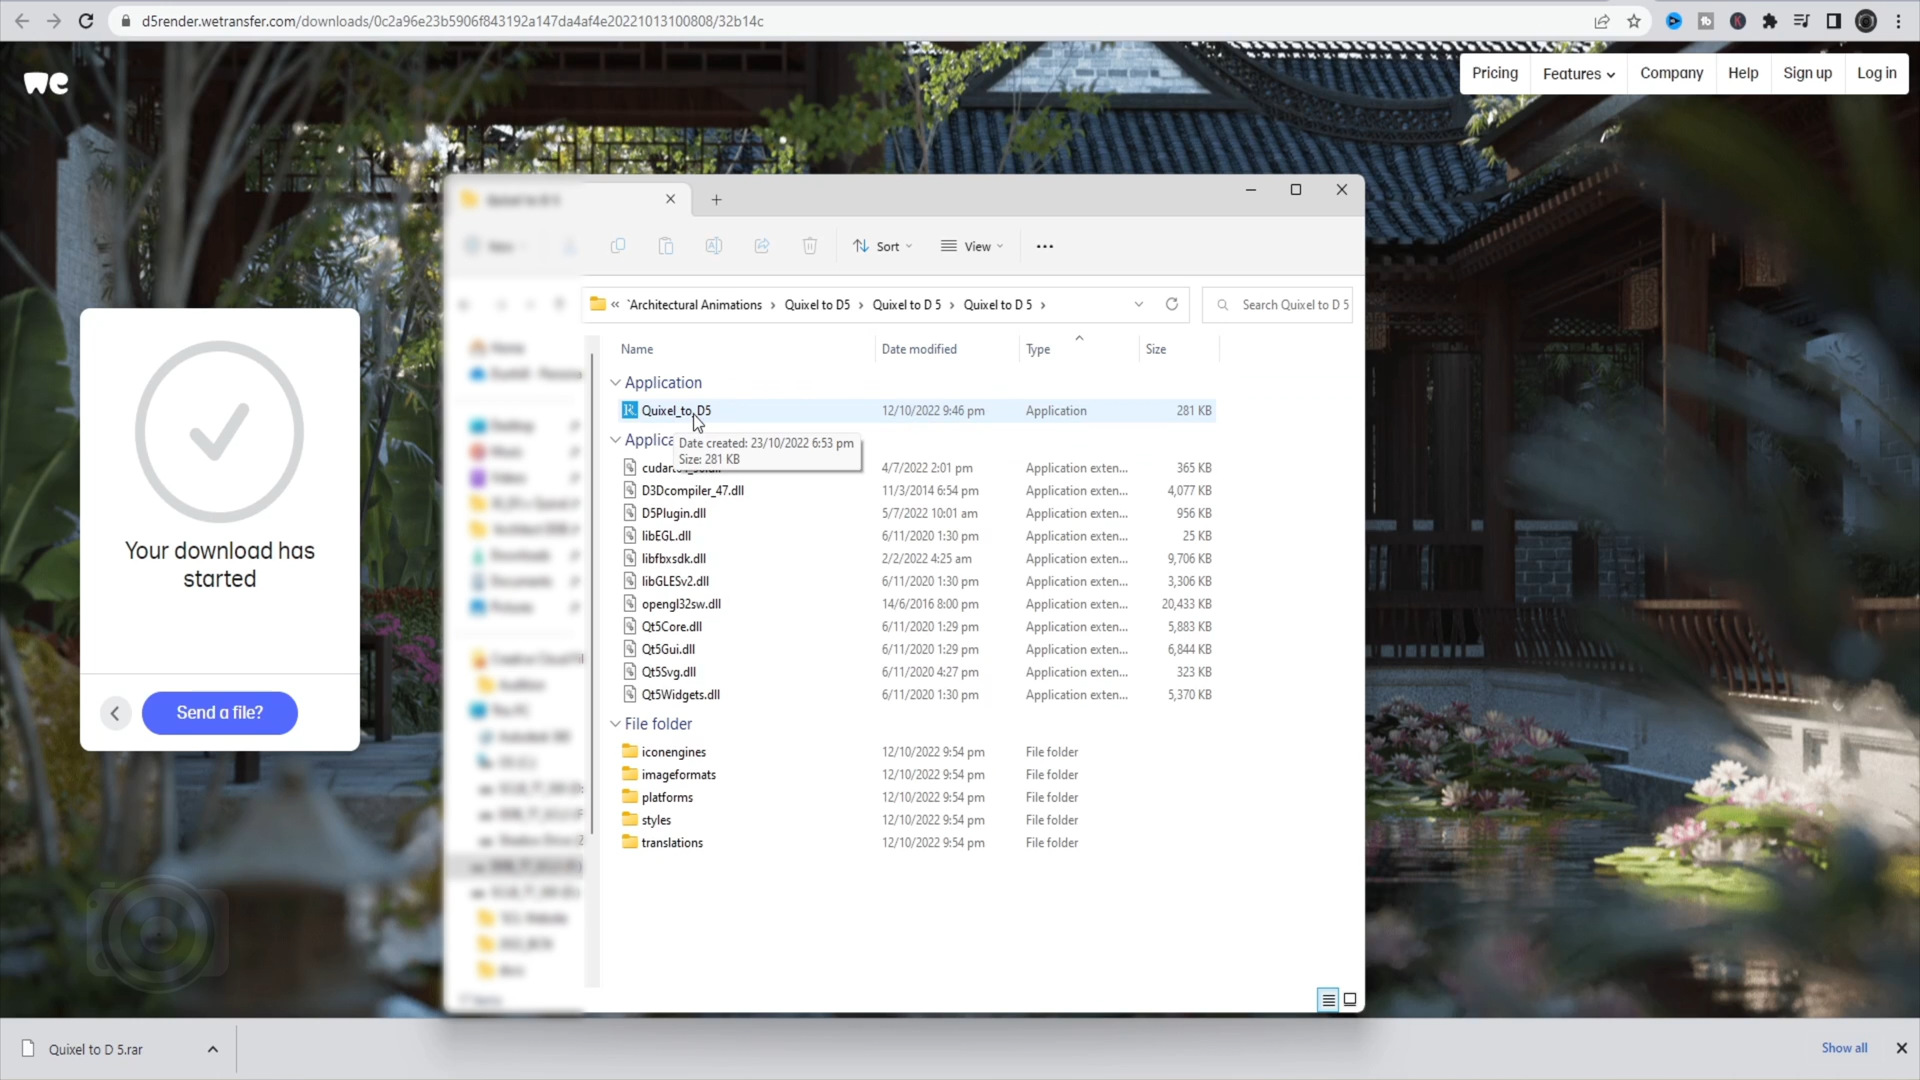 d5render.wetransfer.com/downloads/0c2a96e23b5906f843192a147da4af4e20221013100808/32b14c
we
Pricing
Features
Company
Help
Sign up
Log in
Sort
View
« `Architectural Animations › Quixel to D5 › Quixel to D 5 › Quixel to D 5 ›
Search Quixel to D 5
Name Date modified Type Size
Application
Quixel_to_D5 12/10/2022 9:46 pm Application 281 KB
Date created: 23/10/2022 6:53 pm
Size: 281 KB
4/7/2022 2:01 pm Application exten... 365 KB
D3Dcompiler_47.dll 11/3/2014 6:54 pm Application exten... 4,077 KB
D5Plugin.dll 5/7/2022 10:01 am Application exten... 956 KB
libEGL.dll 6/11/2020 1:30 pm Application exten... 25 KB
libfbxsdk.dll 2/2/2022 4:25 am Application exten... 9,706 KB
libGLESv2.dll 6/11/2020 1:30 pm Application exten... 3,306 KB
opengl32sw.dll 14/6/2016 8:00 pm Application exten... 20,433 KB
Qt5Core.dll 6/11/2020 1:29 pm Application exten... 5,883 KB
Qt5Gui.dll 6/11/2020 1:29 pm Application exten... 6,844 KB
Qt5Svg.dll 6/11/2020 4:27 pm Application exten... 323 KB
Qt5Widgets.dll 6/11/2020 1:30 pm Application exten... 5,370 KB
File folder
iconengines 12/10/2022 9:54 pm File folder
imageformats 12/10/2022 9:54 pm File folder
platforms 12/10/2022 9:54 pm File folder
styles 12/10/2022 9:54 pm File folder
translations 12/10/2022 9:54 pm File folder
Your download has
started
Send a file?
Quixel to D 5.rar
Show all